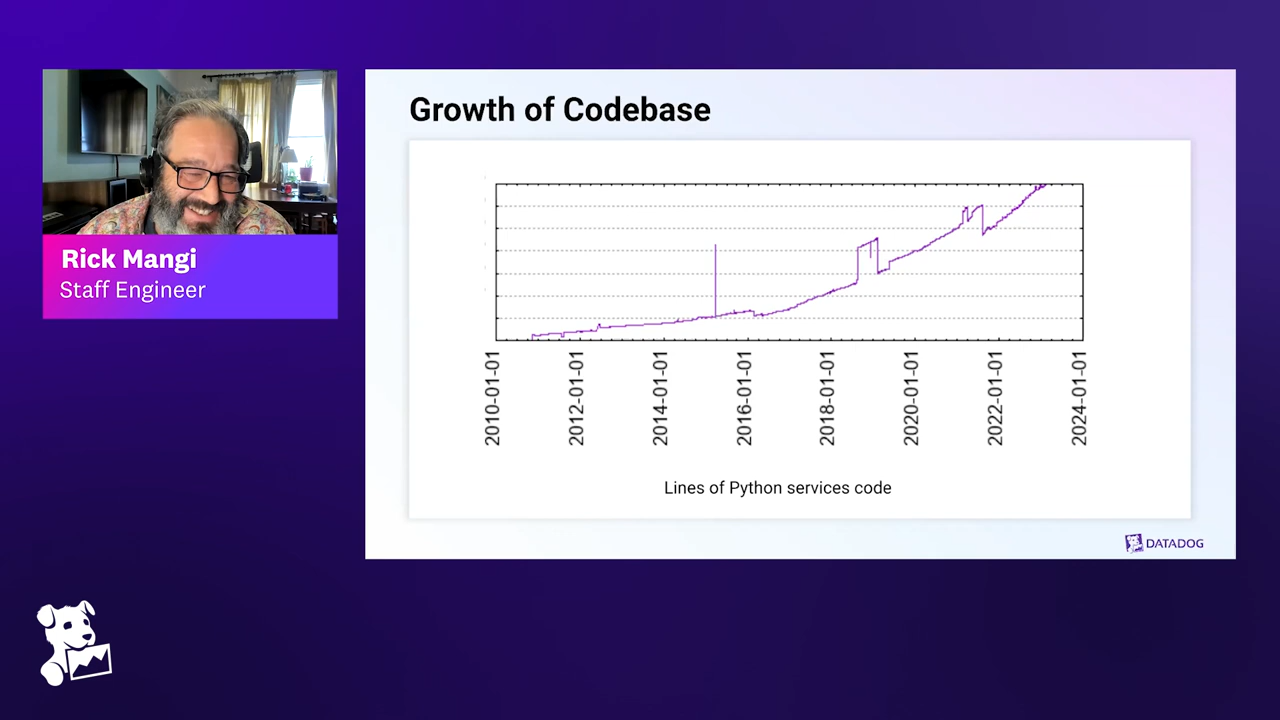 Rick Mangi
Staff Engineer
Growth of Codebase
2010-01-01
2012-01-01
2014-01-01
2016-01-01
2018-01-01
2020-01-01
2022-01-01
2024-01-01
Lines of Python services code
DATADOG